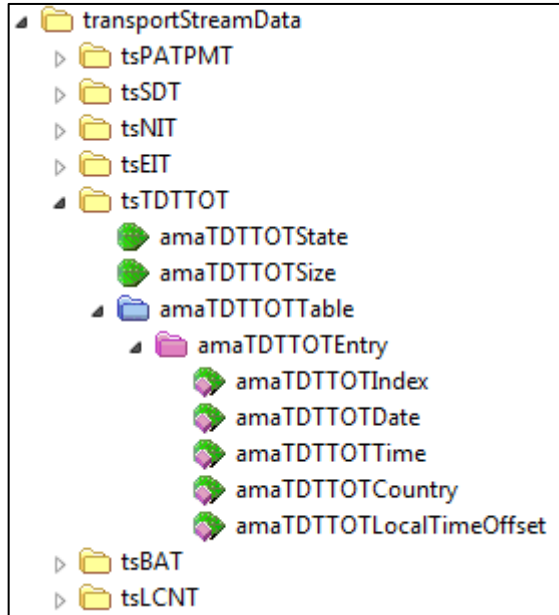 transportStreamData
tsPATPMT
tsSDT
tsNIT
tsEIT
tsTDTTOT
amaTDTTOTState
amaTDTTOTSize
amaTDTTOTTable
amaTDTTOTEntry
amaTDTTOTIndex
amaTDTTOTDate
amaTDTTOTTime
amaTDTTOTCountry
amaTDTTOTLocalTimeOffset
tsBAT
tsLCNT